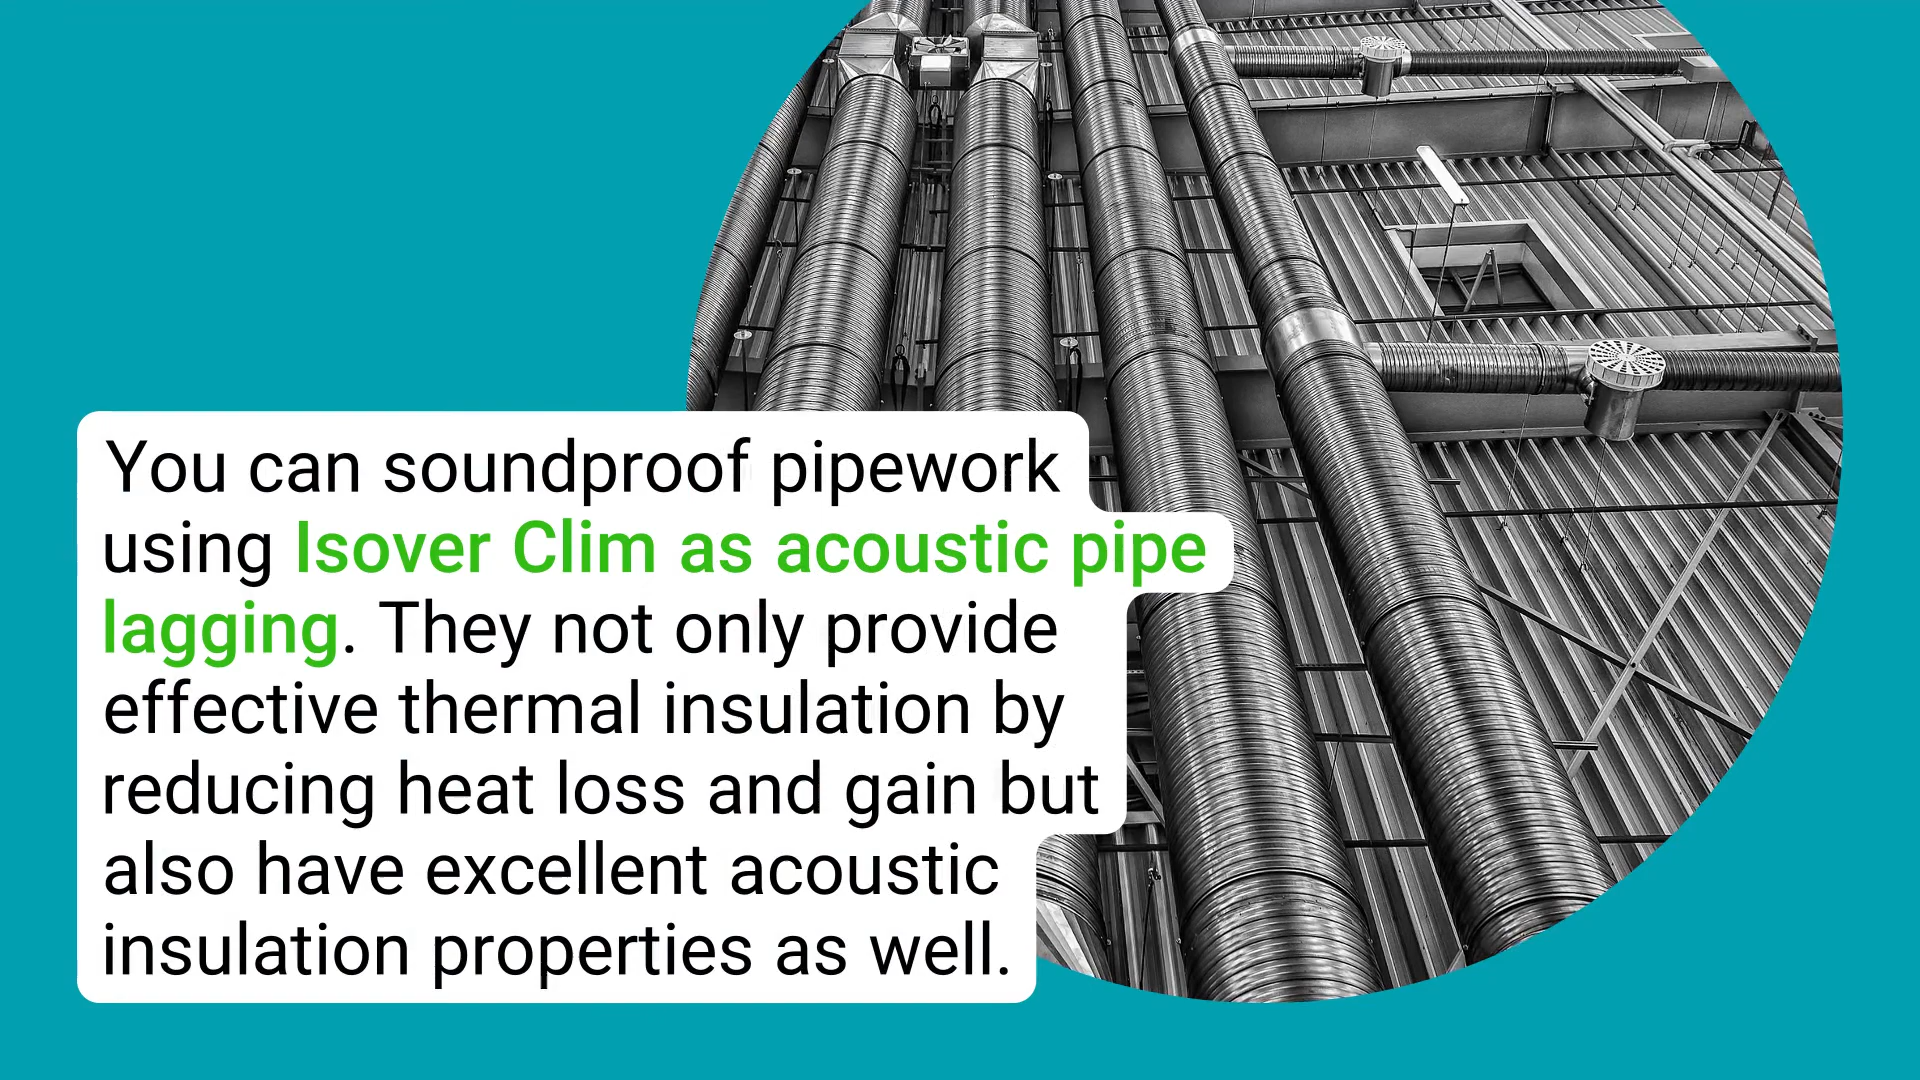 You can soundproof pipework
using Isover Clim as acoustic pipe
lagging. They not only provide
effective thermal insulation by
reducing heat loss and gain but
also have excellent acoustic
insulation properties as well.